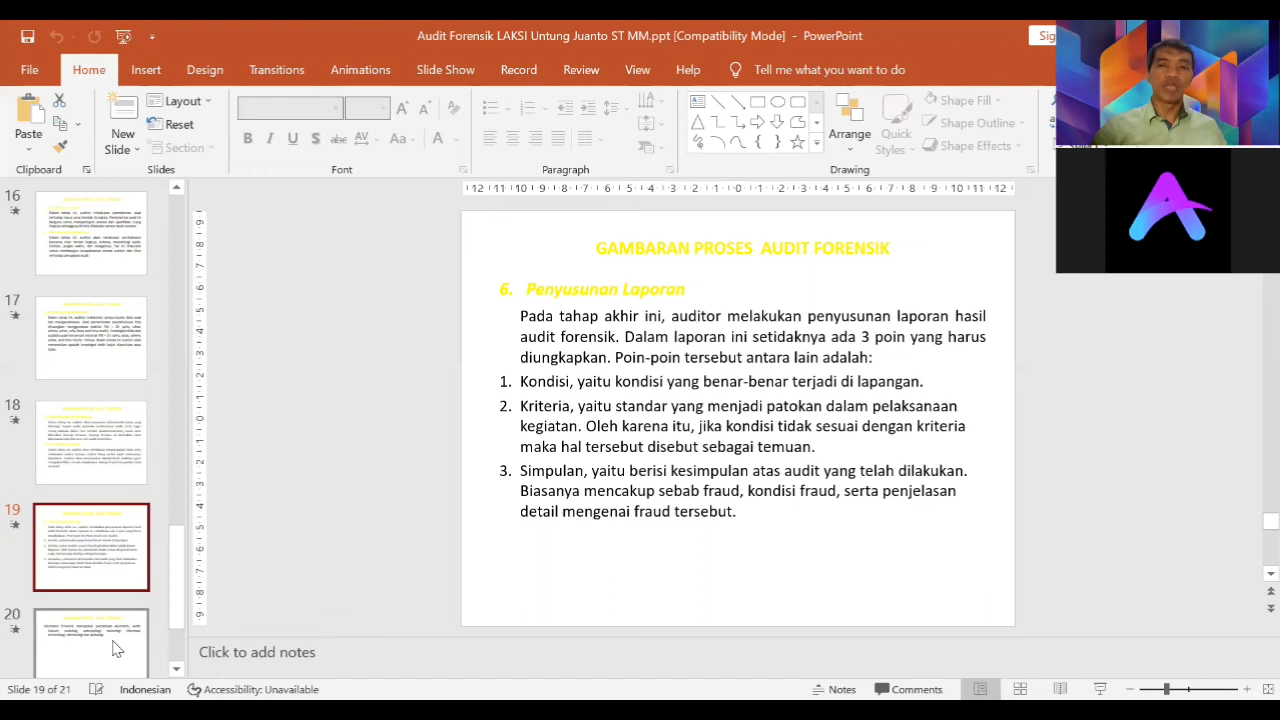 Audit Forensik LAKSI Untung Juanto ST MM.ppt [Compatibility Mode] - PowerPoint
File Home Insert Design Transitions Animations Slide Show Record Review View Help Tell me what you want to do
Paste
New
Slide
Layout
Reset
Section
B I U S abc AV Aa A
Arrange
Quick
Styles
Shape Fill
Shape Outline
Shape Effects
Clipboard Slides Font Paragraph Drawing
16
17
18
19
20
GAMBARAN PROSES AUDIT FORENSIK
6. Penyusunan Laporan
Pada tahap akhir ini, auditor melakukan penyusunan laporan hasil
audit forensik. Dalam laporan ini setidaknya ada 3 poin yang harus
diungkapkan. Poin-poin tersebut antara lain adalah:
1. Kondisi, yaitu kondisi yang benar-benar terjadi di lapangan.
2. Kriteria, yaitu standar yang menjadi patokan dalam pelaksanaan
kegiatan. Oleh karena itu, jika kondisi tidak sesuai dengan kriteria
maka hal tersebut disebut sebagai temuan.
3. Simpulan, yaitu berisi kesimpulan atas audit yang telah dilakukan.
Biasanya mencakup sebab fraud, kondisi fraud, serta penjelasan
detail mengenai fraud tersebut.
Click to add notes
Slide 19 of 21 Indonesian Accessibility: Unavailable Notes Comments